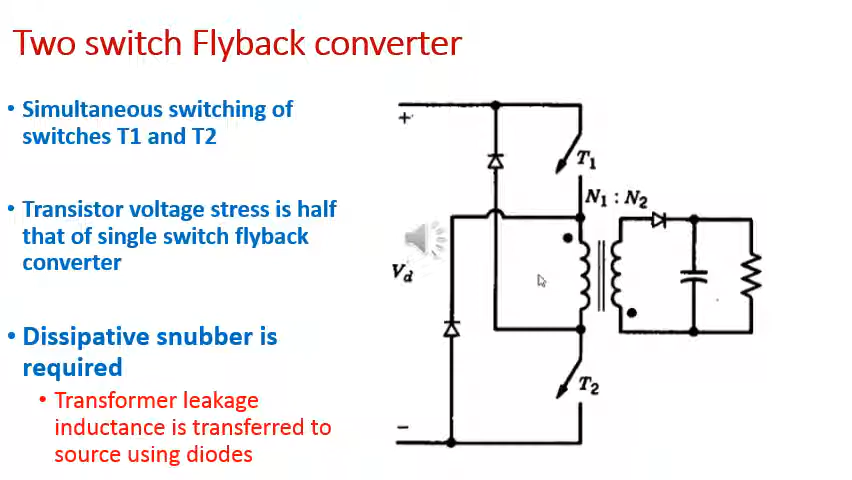 Two switch Flyback converter
• Simultaneous switching of
switches T1 and T2
• Transistor voltage stress is half
that of single switch flyback
converter
• Dissipative snubber is
required
• Transformer leakage
inductance is transferred to
source using diodes
+
T₁
N₁ : N₂
V_d
T₂
−